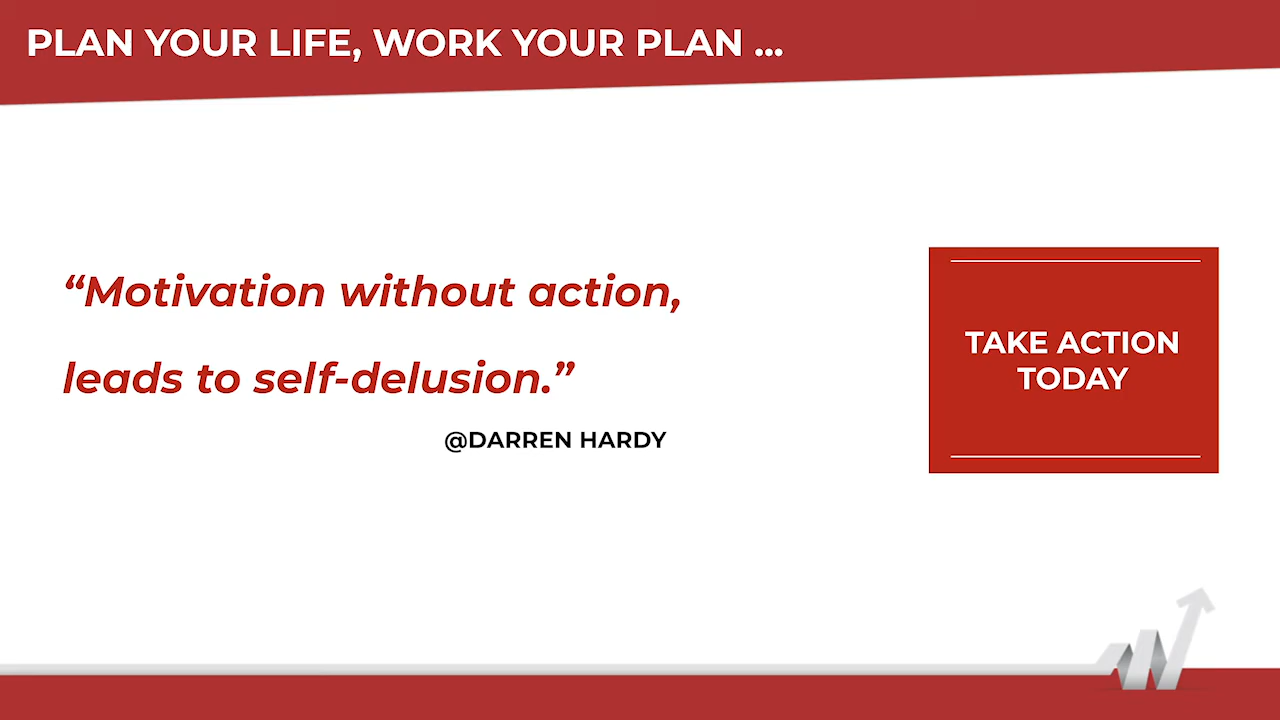 PLAN YOUR LIFE, WORK YOUR PLAN ...
“Motivation without action,
leads to self-delusion.”
@DARREN HARDY
TAKE ACTION
TODAY